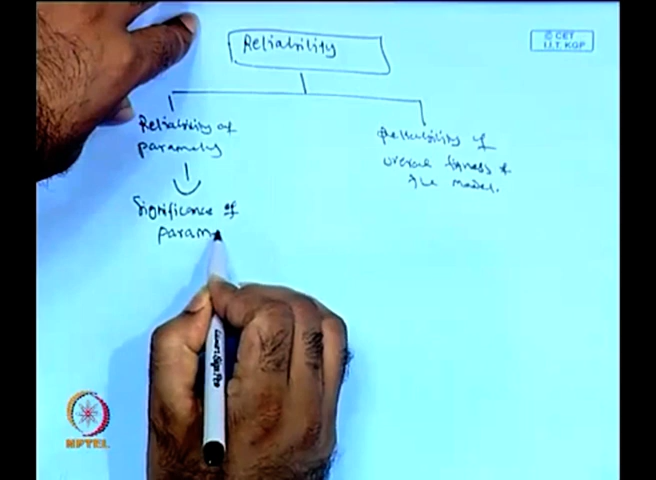 Reliability
© CET
I.I.T. KGP
Reliability of
parameters
Reliability of
overall fitness of
the model.
Significance of
param
NPTEL